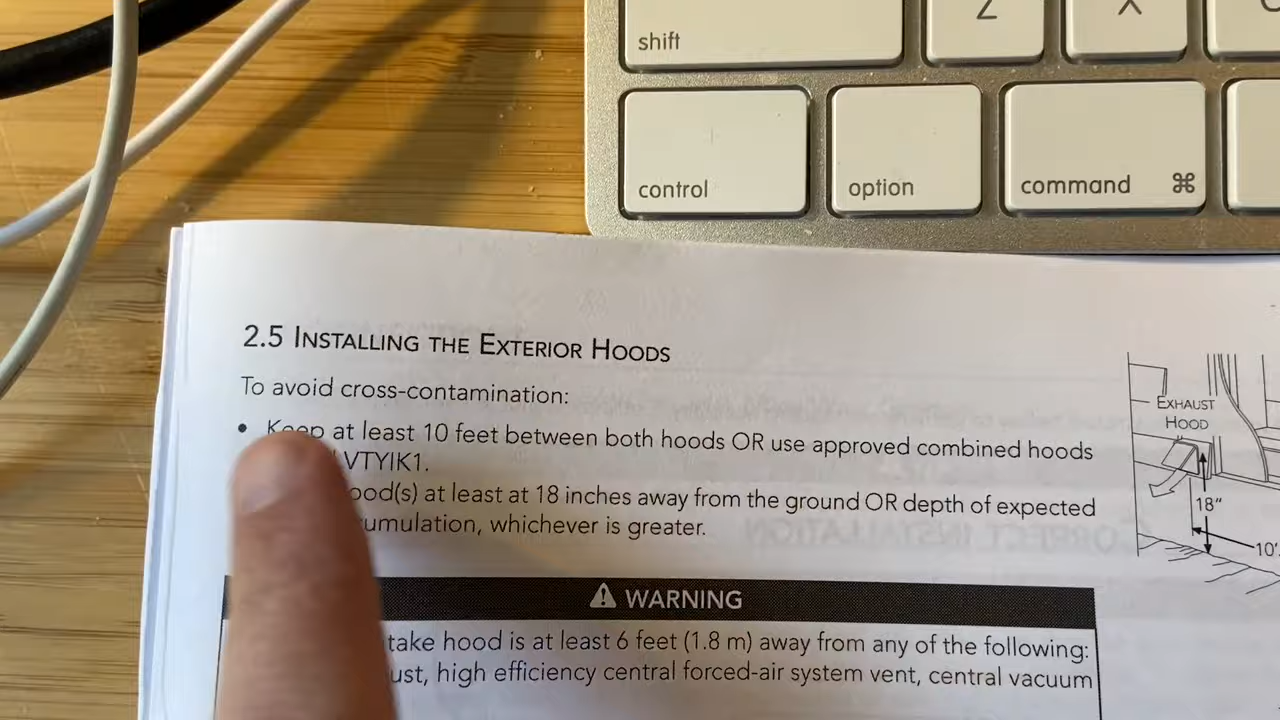 shift
Z
X
control
option
command ⌘
2.5 INSTALLING THE EXTERIOR HOODS
To avoid cross-contamination:
• Keep at least 10 feet between both hoods OR use approved combined hoods
VTYIK1.
ood(s) at least at 18 inches away from the ground OR depth of expected
cumulation, whichever is greater.
WARNING
take hood is at least 6 feet (1.8 m) away from any of the following:
ust, high efficiency central forced-air system vent, central vacuum
EXHAUST
HOOD
18"
10'